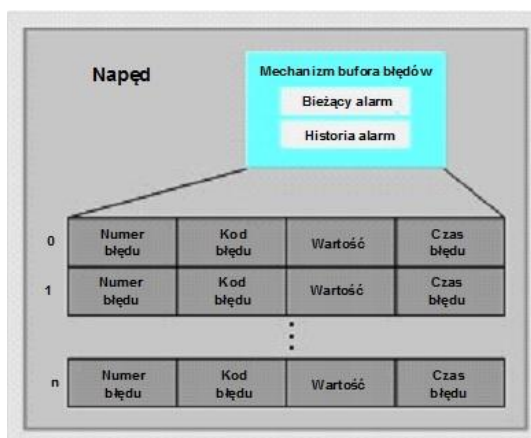 Napęd
Mechanizm bufora błędów
Bieżący alarm
Historia alarm
0
Numer
błędu
Kod
błędu
Wartość
Czas
błędu
1
Numer
błędu
Kod
błędu
Wartość
Czas
błędu
n
Numer
błędu
Kod
błędu
Wartość
Czas
błędu